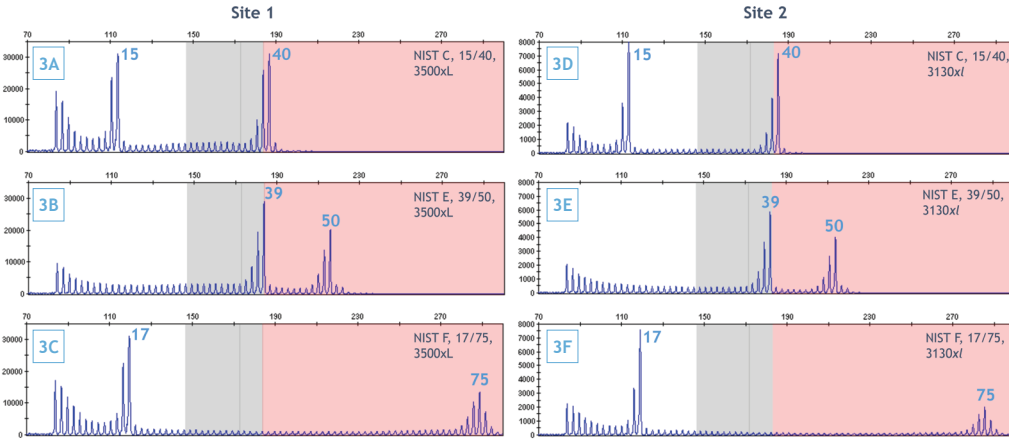 Site 1
Site 2
70 110 150 190 230 270
30000
20000
10000
0
3A
15
40
NIST C, 15/40,
3500xL
70 110 150 190 270
8000
7000
6000
5000
4000
3000
2000
1000
0
3D
15
40
NIST C, 15/40,
3130xl
70 110 150 190 230 270
30000
20000
10000
0
3B
39
50
NIST E, 39/50,
3500xL
70 110 150 190 230 270
8000
7000
6000
5000
4000
3000
2000
1000
0
3E
39
50
NIST E, 39/50,
3130xl
70 110 150 190 230 270
30000
20000
10000
0
3C
17
75
NIST F, 17/75,
3500xL
70 110 150 190 230 270
8000
7000
6000
5000
4000
3000
2000
1000
0
3F
17
75
NIST F, 17/75,
3130xl